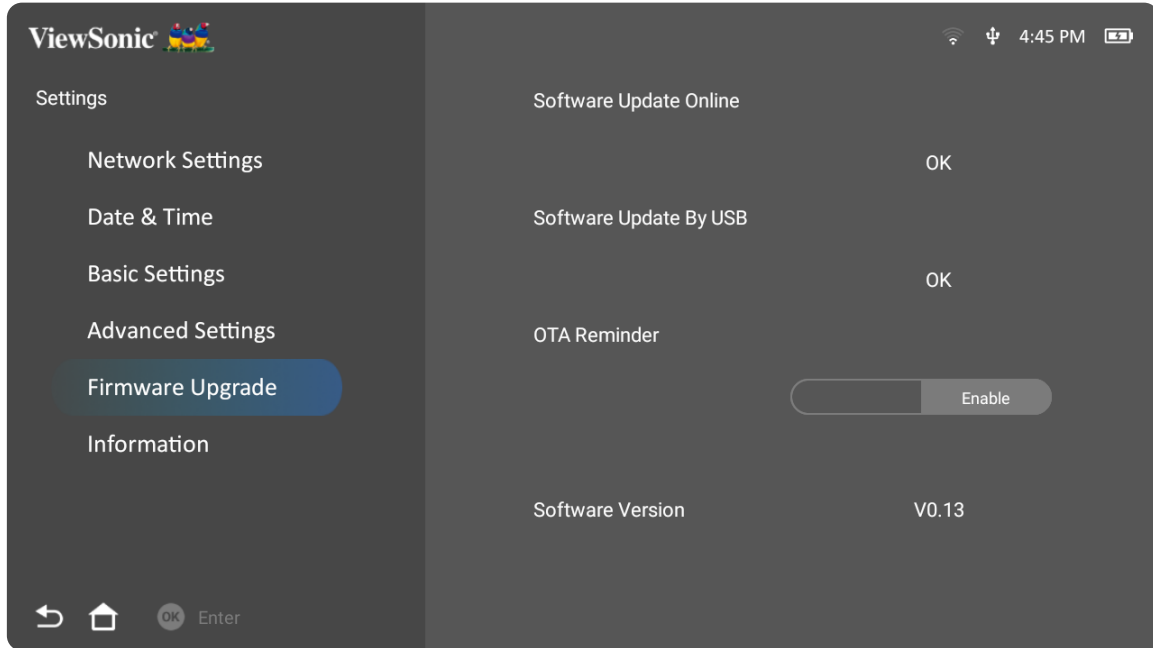 ViewSonic
4:45 PM
Settings
Network Settings
Date & Time
Basic Settings
Advanced Settings
Firmware Upgrade
Information
OK Enter
Software Update Online
OK
Software Update By USB
OK
OTA Reminder
Enable
Software Version V0.13